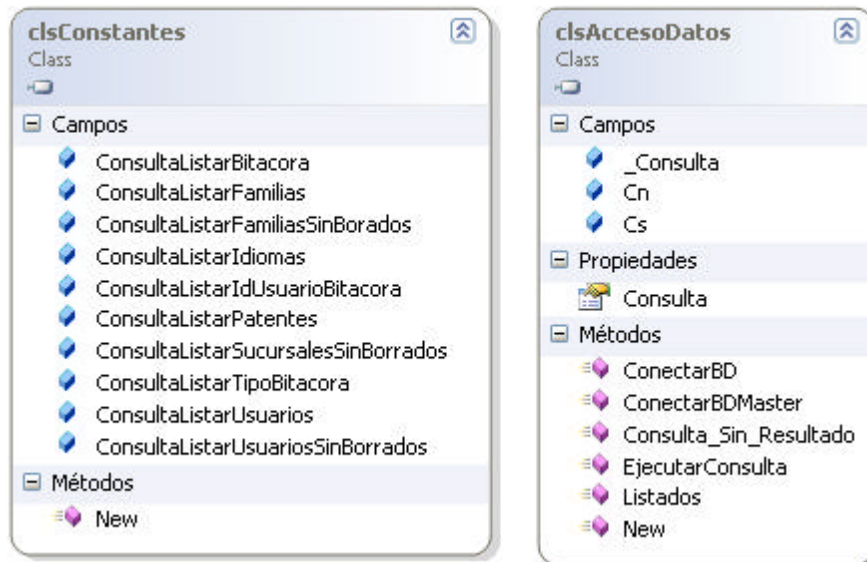 clsConstantes
Class
Campos
ConsultaListarBitacora
ConsultaListarFamilias
ConsultaListarFamiliasSinBorados
ConsultaListarIdiomas
ConsultaListarIdUsuarioBitacora
ConsultaListarPatentes
ConsultaListarSucursalesSinBorrados
ConsultaListarTipoBitacora
ConsultaListarUsuarios
ConsultaListarUsuariosSinBorrados
Métodos
New
clsAccesoDatos
Class
Campos
_Consulta
Cn
Cs
Propiedades
Consulta
Métodos
ConectarBD
ConectarBDMaster
Consulta_Sin_Resultado
EjecutarConsulta
Listados
New